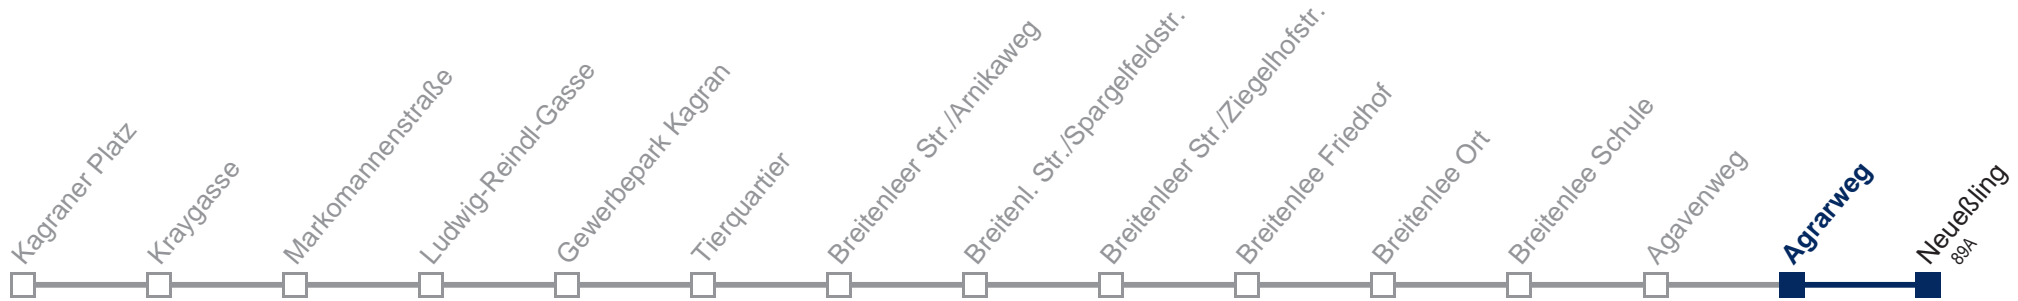 Kagraner Platz
Kraygasse
Markomannenstraße
Ludwig-Reindl-Gasse
Gewerbepark Kagran
Tierquartier
Breitenleer Str./Arnikaweg
Breitenl. Str./Spargelfeldstr.
Breitenleer Str./Ziegelhofstr.
Breitenlee Friedhof
Breitenlee Ort
Breitenlee Schule
Agavenweg
Agrarweg
Neueßling
89A